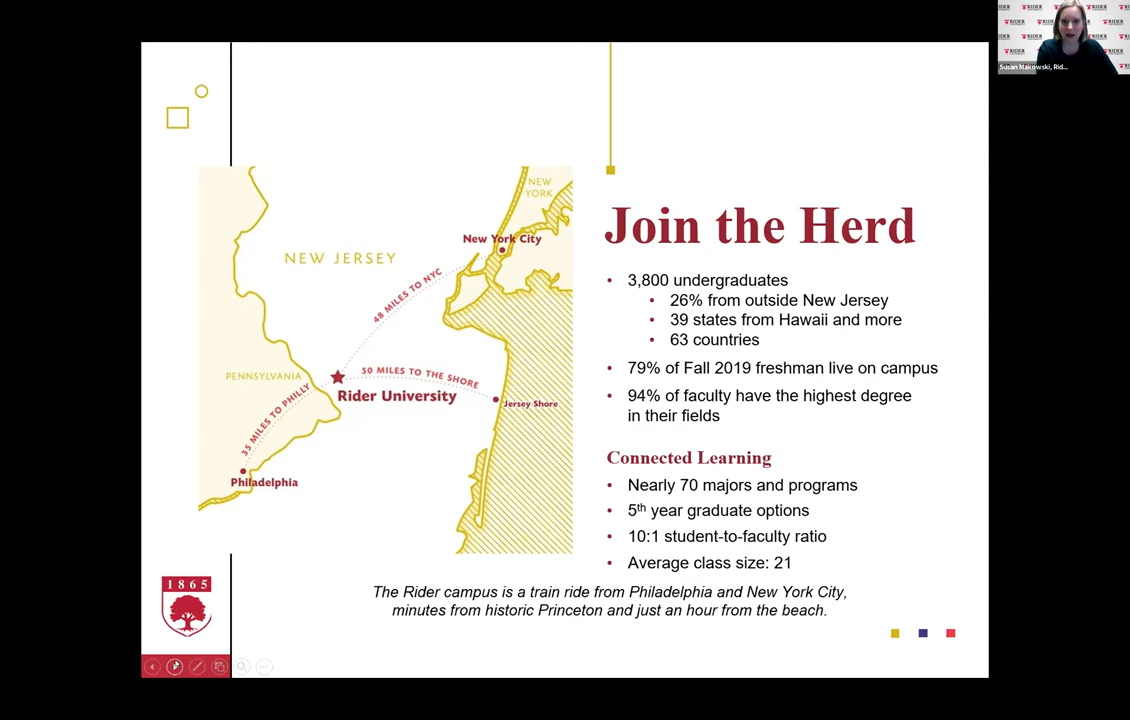 Susan Makowski, Rid...
NEW
YORK
New York City
NEW JERSEY
48 MILES TO NYC
PENNSYLVANIA
50 MILES TO THE SHORE
Rider University
Jersey Shore
35 MILES TO PHILLY
Philadelphia
Join the Herd
• 3,800 undergraduates
• 26% from outside New Jersey
• 39 states from Hawaii and more
• 63 countries
• 79% of Fall 2019 freshman live on campus
• 94% of faculty have the highest degree
in their fields
Connected Learning
• Nearly 70 majors and programs
• 5th year graduate options
• 10:1 student-to-faculty ratio
• Average class size: 21
The Rider campus is a train ride from Philadelphia and New York City,
minutes from historic Princeton and just an hour from the beach.
1865